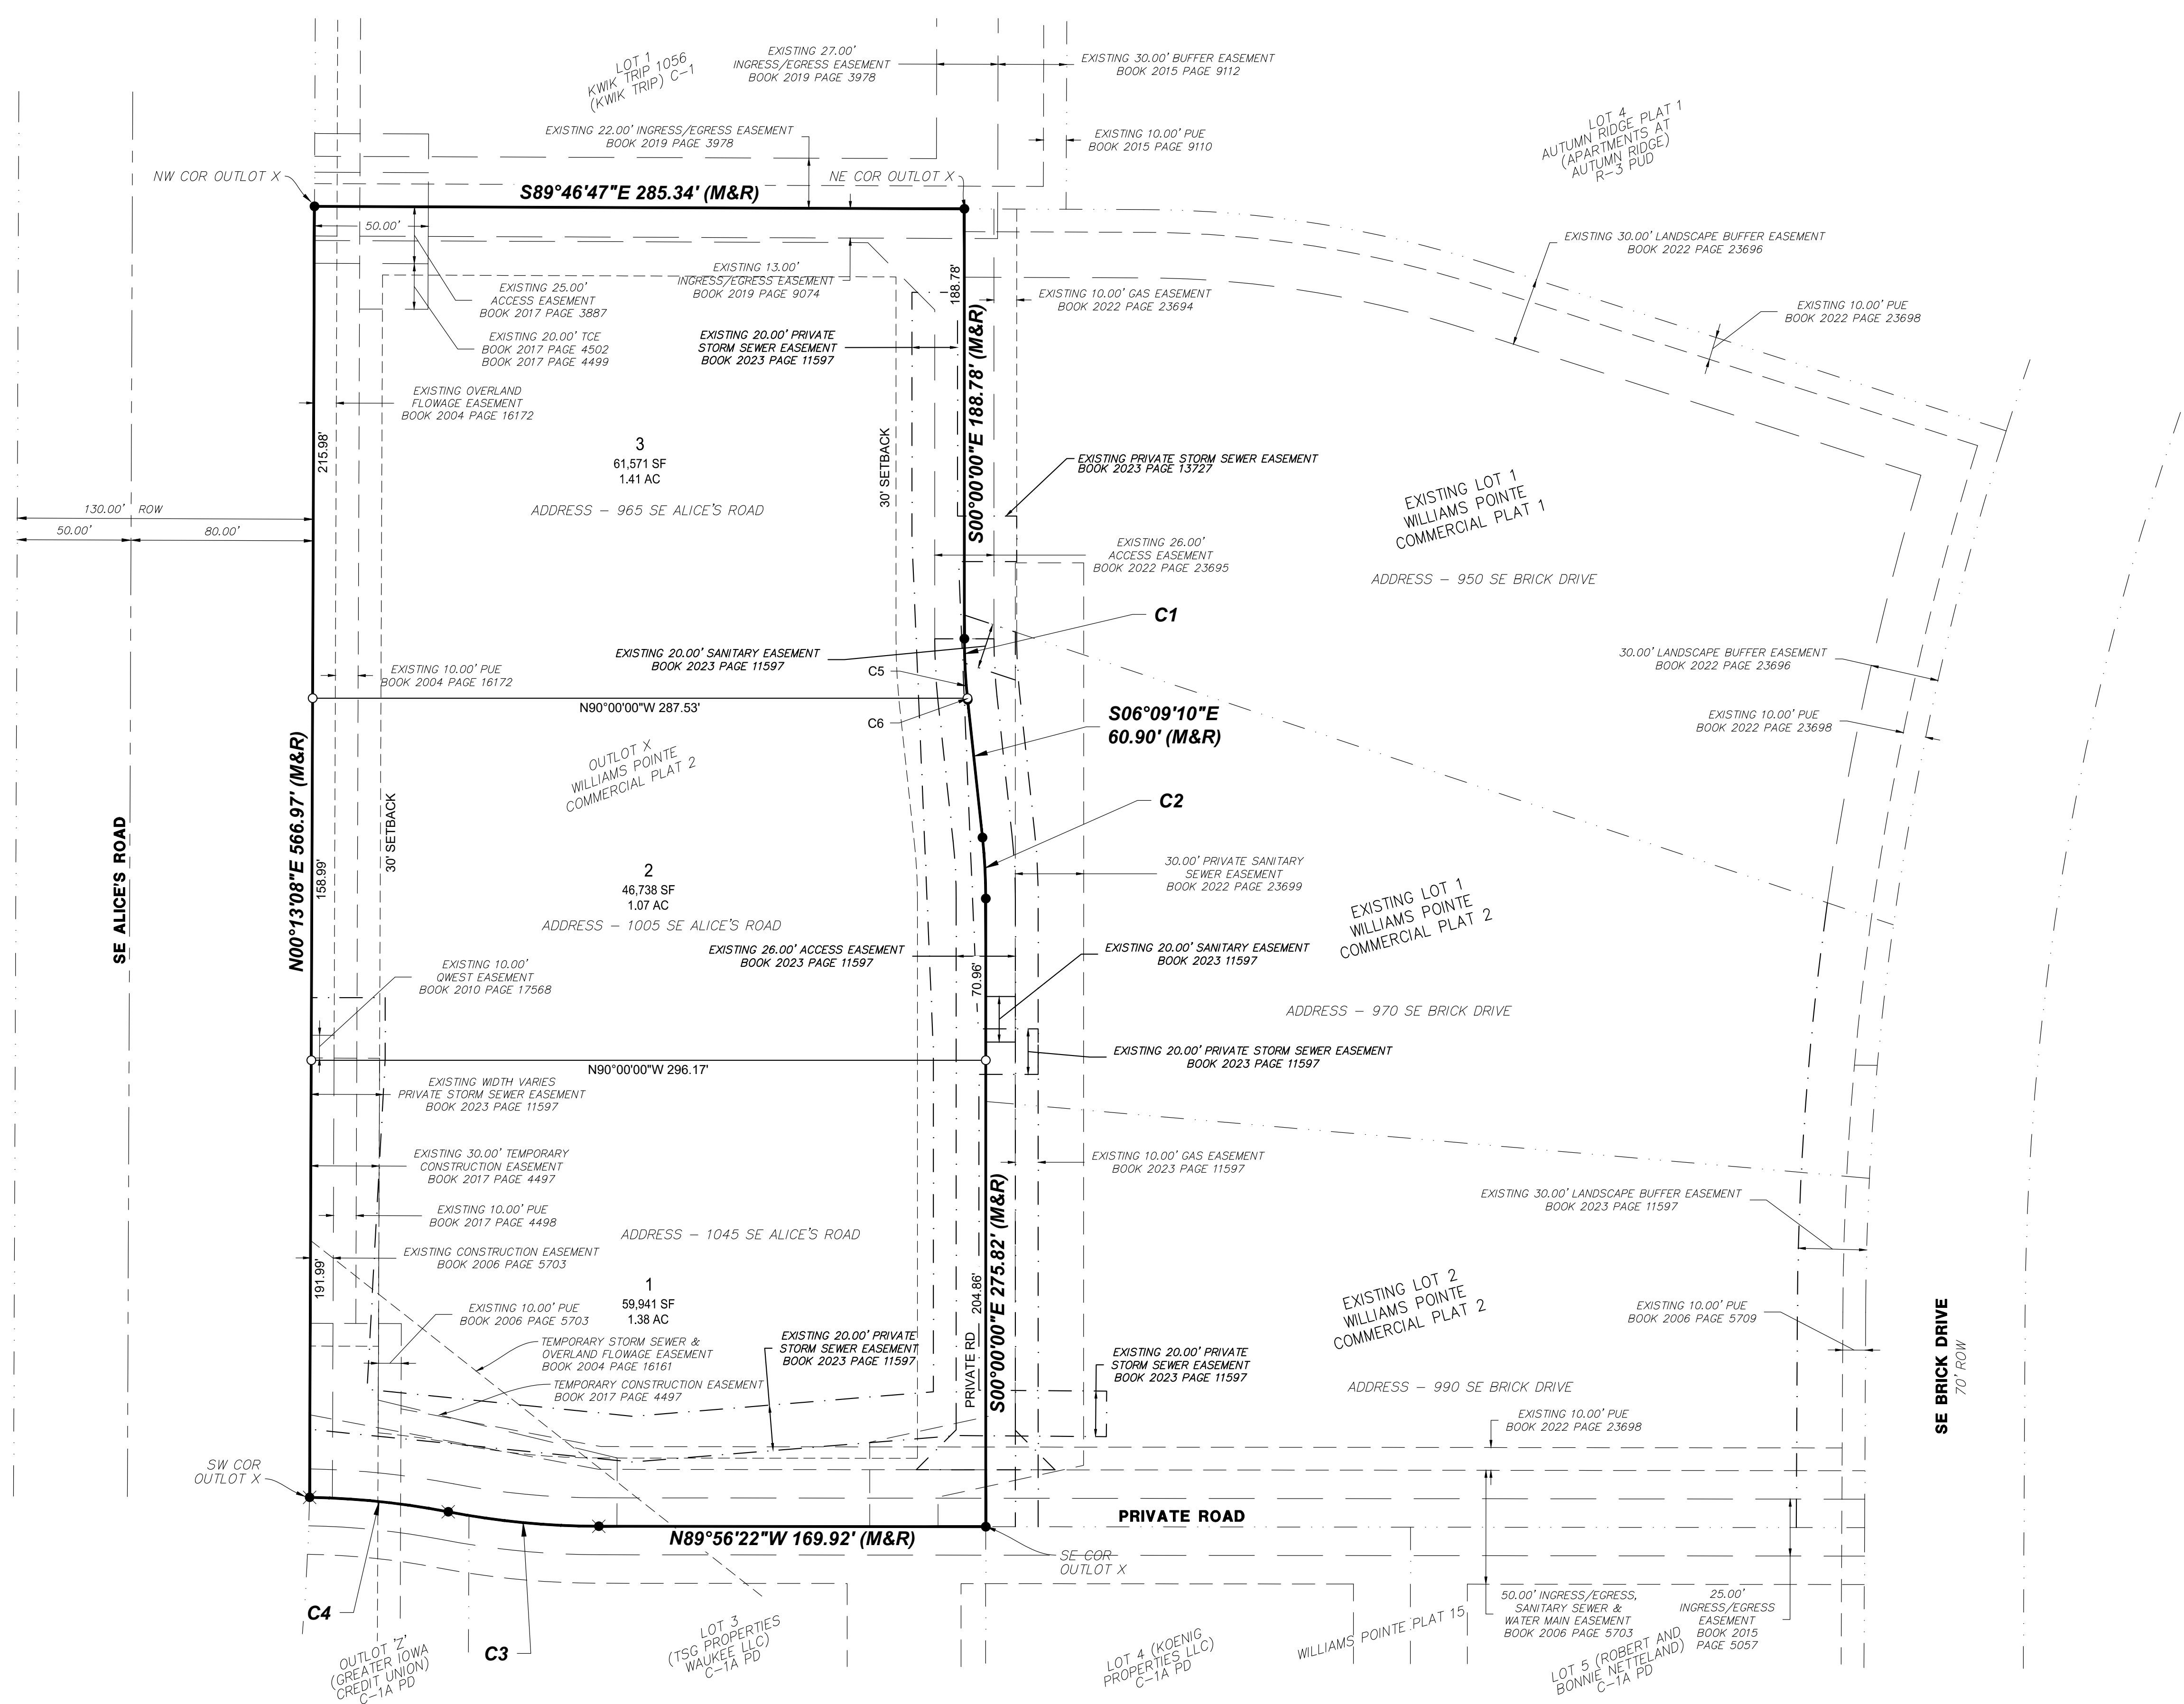 LOT 1
KWIK TRIP 1056
(KWIK TRIP) C-1
EXISTING 27.00'
INGRESS/EGRESS EASEMENT
BOOK 2019 PAGE 3978
EXISTING 30.00' BUFFER EASEMENT
BOOK 2015 PAGE 9112
EXISTING 22.00' INGRESS/EGRESS EASEMENT
BOOK 2019 PAGE 3978
EXISTING 10.00' PUE
BOOK 2015 PAGE 9110
LOT 4
AUTUMN RIDGE PLAT 1
(APARTMENTS AT
AUTUMN RIDGE)
R-3 PUD
NW COR OUTLOT X
NE COR OUTLOT X
S89°46'47"E 285.34' (M&R)
50.00'
EXISTING 25.00'
ACCESS EASEMENT
BOOK 2017 PAGE 3887
EXISTING 13.00'
INGRESS/EGRESS EASEMENT
BOOK 2019 PAGE 9074
188.78'
EXISTING 10.00' GAS EASEMENT
BOOK 2022 PAGE 23694
EXISTING 30.00' LANDSCAPE BUFFER EASEMENT
BOOK 2022 PAGE 23696
EXISTING 10.00' PUE
BOOK 2022 PAGE 23698
EXISTING 20.00' TCE
BOOK 2017 PAGE 4502
BOOK 2017 PAGE 4499
EXISTING 20.00' PRIVATE
STORM SEWER EASEMENT
BOOK 2023 PAGE 11597
S00°00'00"E 188.78' (M&R)
EXISTING OVERLAND
FLOWAGE EASEMENT
BOOK 2004 PAGE 16172
215.98'
3
61,571 SF
1.41 AC
ADDRESS - 965 SE ALICE'S ROAD
30' SETBACK
EXISTING PRIVATE STORM SEWER EASEMENT
BOOK 2023 PAGE 13727
EXISTING LOT 1
WILLIAMS POINTE
COMMERCIAL PLAT 1
130.00' ROW
50.00'
80.00'
EXISTING 26.00'
ACCESS EASEMENT
BOOK 2022 PAGE 23695
ADDRESS - 950 SE BRICK DRIVE
C1
EXISTING 20.00' SANITARY EASEMENT
BOOK 2023 PAGE 11597
EXISTING 10.00' PUE
BOOK 2004 PAGE 16172
C5
30.00' LANDSCAPE BUFFER EASEMENT
BOOK 2022 PAGE 23696
N90°00'00"W 287.53'
C6
S06°09'10"E
60.90' (M&R)
EXISTING 10.00' PUE
BOOK 2022 PAGE 23698
OUTLOT X
WILLIAMS POINTE
COMMERCIAL PLAT 2
N00°13'08"E 566.97' (M&R)
SE ALICE'S ROAD
30' SETBACK
158.99'
C2
2
46,738 SF
1.07 AC
ADDRESS - 1005 SE ALICE'S ROAD
30.00' PRIVATE SANITARY
SEWER EASEMENT
BOOK 2022 PAGE 23699
EXISTING LOT 1
WILLIAMS POINTE
COMMERCIAL PLAT 2
EXISTING 26.00' ACCESS EASEMENT
BOOK 2023 PAGE 11597
70.96'
EXISTING 20.00' SANITARY EASEMENT
BOOK 2023 11597
EXISTING 10.00'
QWEST EASEMENT
BOOK 2010 PAGE 17568
ADDRESS - 970 SE BRICK DRIVE
EXISTING 20.00' PRIVATE STORM SEWER EASEMENT
BOOK 2023 PAGE 11597
N90°00'00"W 296.17'
EXISTING WIDTH VARIES
PRIVATE STORM SEWER EASEMENT
BOOK 2023 PAGE 11597
EXISTING 30.00' TEMPORARY
CONSTRUCTION EASEMENT
BOOK 2017 PAGE 4497
EXISTING 10.00' GAS EASEMENT
BOOK 2023 PAGE 11597
EXISTING 30.00' LANDSCAPE BUFFER EASEMENT
BOOK 2023 PAGE 11597
EXISTING 10.00' PUE
BOOK 2017 PAGE 4498
ADDRESS - 1045 SE ALICE'S ROAD
EXISTING CONSTRUCTION EASEMENT
BOOK 2006 PAGE 5703
191.99'
1
59,941 SF
1.38 AC
204.86'
S00°00'00"E 275.82' (M&R)
PRIVATE RD
EXISTING LOT 2
WILLIAMS POINTE
COMMERCIAL PLAT 2
EXISTING 10.00' PUE
BOOK 2006 PAGE 5709
SE BRICK DRIVE
70' ROW
EXISTING 10.00' PUE
BOOK 2006 PAGE 5703
TEMPORARY STORM SEWER &
OVERLAND FLOWAGE EASEMENT
BOOK 2004 PAGE 16161
EXISTING 20.00' PRIVATE
STORM SEWER EASEMENT
BOOK 2023 PAGE 11597
EXISTING 20.00' PRIVATE
STORM SEWER EASEMENT
BOOK 2023 PAGE 11597
TEMPORARY CONSTRUCTION EASEMENT
BOOK 2017 PAGE 4497
ADDRESS - 990 SE BRICK DRIVE
EXISTING 10.00' PUE
BOOK 2022 PAGE 23698
SW COR
OUTLOT X
PRIVATE ROAD
N89°56'22"W 169.92' (M&R)
SE COR
OUTLOT X
C4
C3
OUTLOT 'Z'
(GREATER IOWA
CREDIT UNION)
C-1A PD
LOT 3
(TSG PROPERTIES
WAUKEE LLC)
C-1A PD
LOT 4 (KOENIG
PROPERTIES LLC)
C-1A PD
WILLIAMS POINTE PLAT 15
50.00' INGRESS/EGRESS,
SANITARY SEWER &
WATER MAIN EASEMENT
BOOK 2006 PAGE 5703
25.00'
INGRESS/EGRESS
EASEMENT
BOOK 2015
PAGE 5057
LOT 5 (ROBERT AND
BONNIE NETTELAND)
C-1A PD